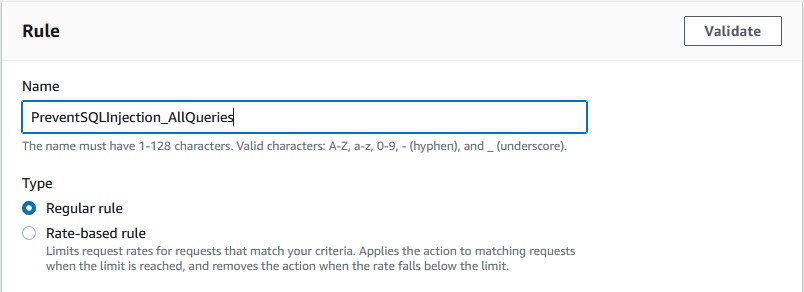 Rule
Validate
Name
PreventSQLInjection_AllQueries
The name must have 1-128 characters. Valid characters: A-Z, a-z, 0-9, - (hyphen), and _ (underscore).
Type
Regular rule
Rate-based rule
Limits request rates for requests that match your criteria. Applies the action to matching requests
when the limit is reached, and removes the action when the rate falls below the limit.